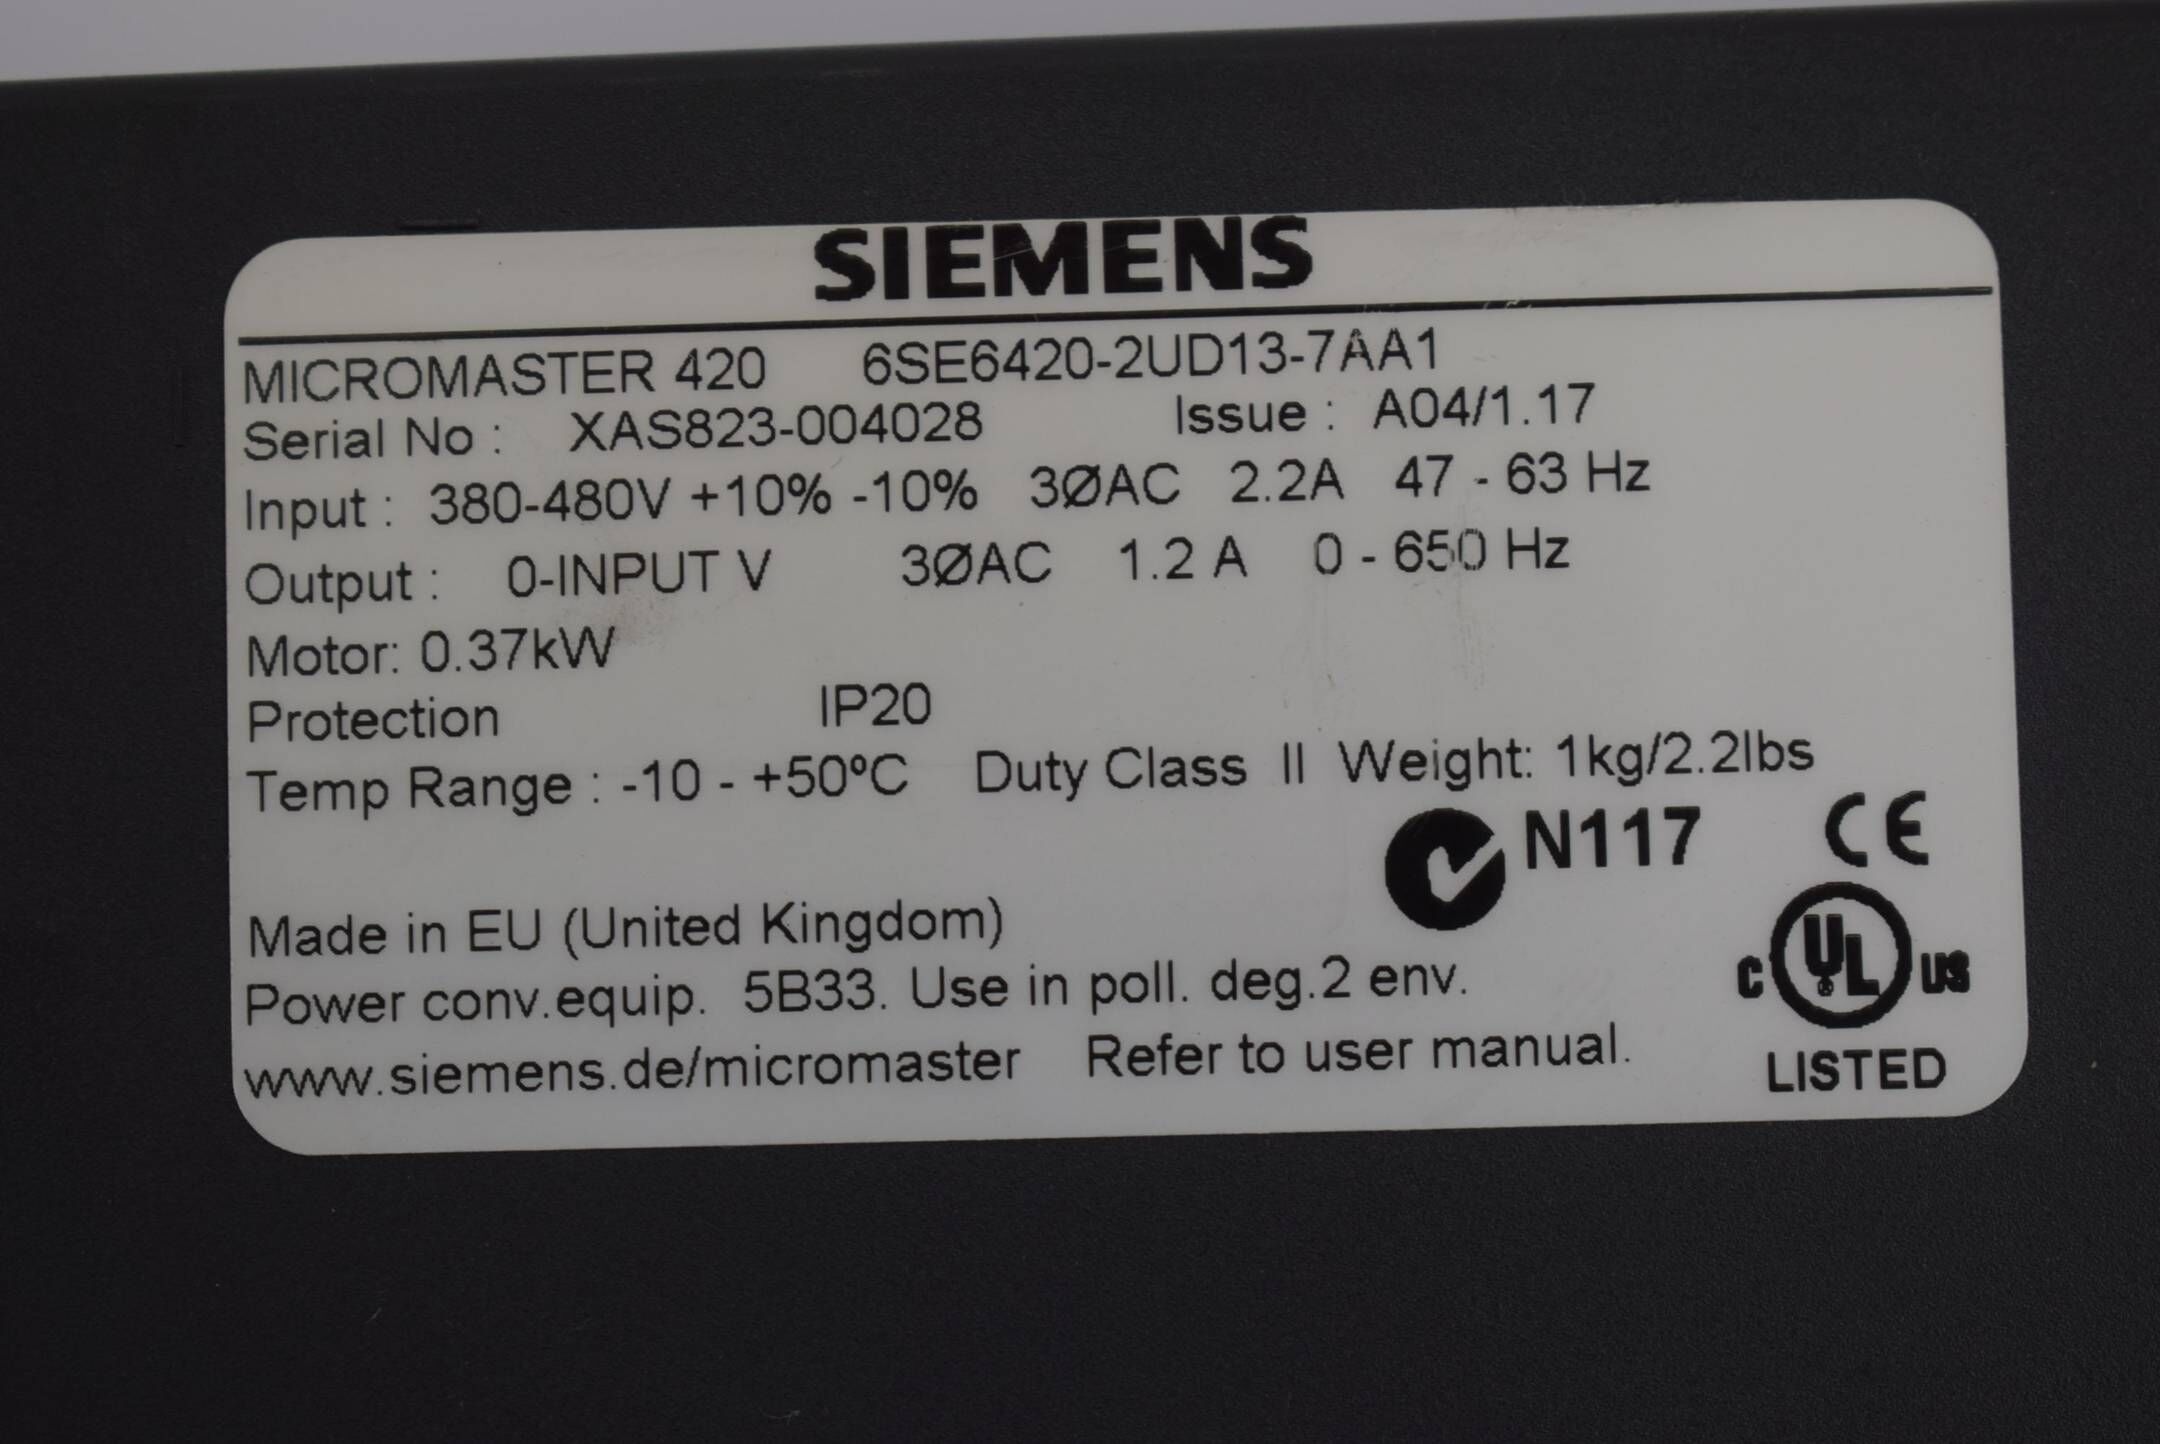 SIEMENS
MICROMASTER 420 6SE6420-2UD13-7AA1
Serial No : XAS823-004028 Issue : A04/1.17
Input : 380-480V +10% -10% 3ØAC 2.2A 47 - 63 Hz
Output : 0-INPUT V 3ØAC 1.2 A 0 - 650 Hz
Motor: 0.37kW
Protection IP20
Temp Range : -10 - +50ºC Duty Class II Weight: 1kg/2.2lbs
N117 CE
Made in EU (United Kingdom)
Power conv.equip. 5B33. Use in poll. deg.2 env.
C UL US
www.siemens.de/micromaster Refer to user manual.
LISTED